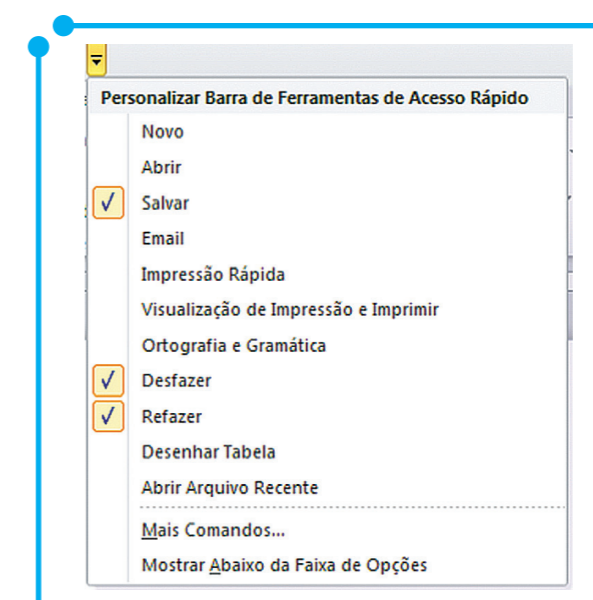 Personalizar Barra de Ferramentas de Acesso Rápido
Novo
Abrir
Salvar
Email
Impressão Rápida
Visualização de Impressão e Imprimir
Ortografia e Gramática
Desfazer
Refazer
Desenhar Tabela
Abrir Arquivo Recente
Mais Comandos...
Mostrar Abaixo da Faixa de Opções